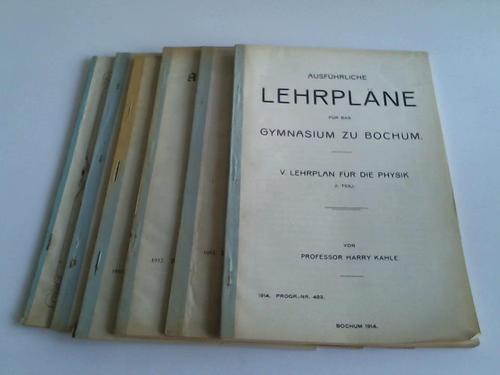 AUSFÜHRLICHE
LEHRPLÄNE
FÜR DAS
GYMNASIUM ZU BOCHUM.
V. LEHRPLAN FÜR DIE PHYSIK
(I. TEIL).
VON
PROFESSOR HARRY KAHLE.
1914. PROGR.-NR. 483.
BOCHUM 1914.
1912.